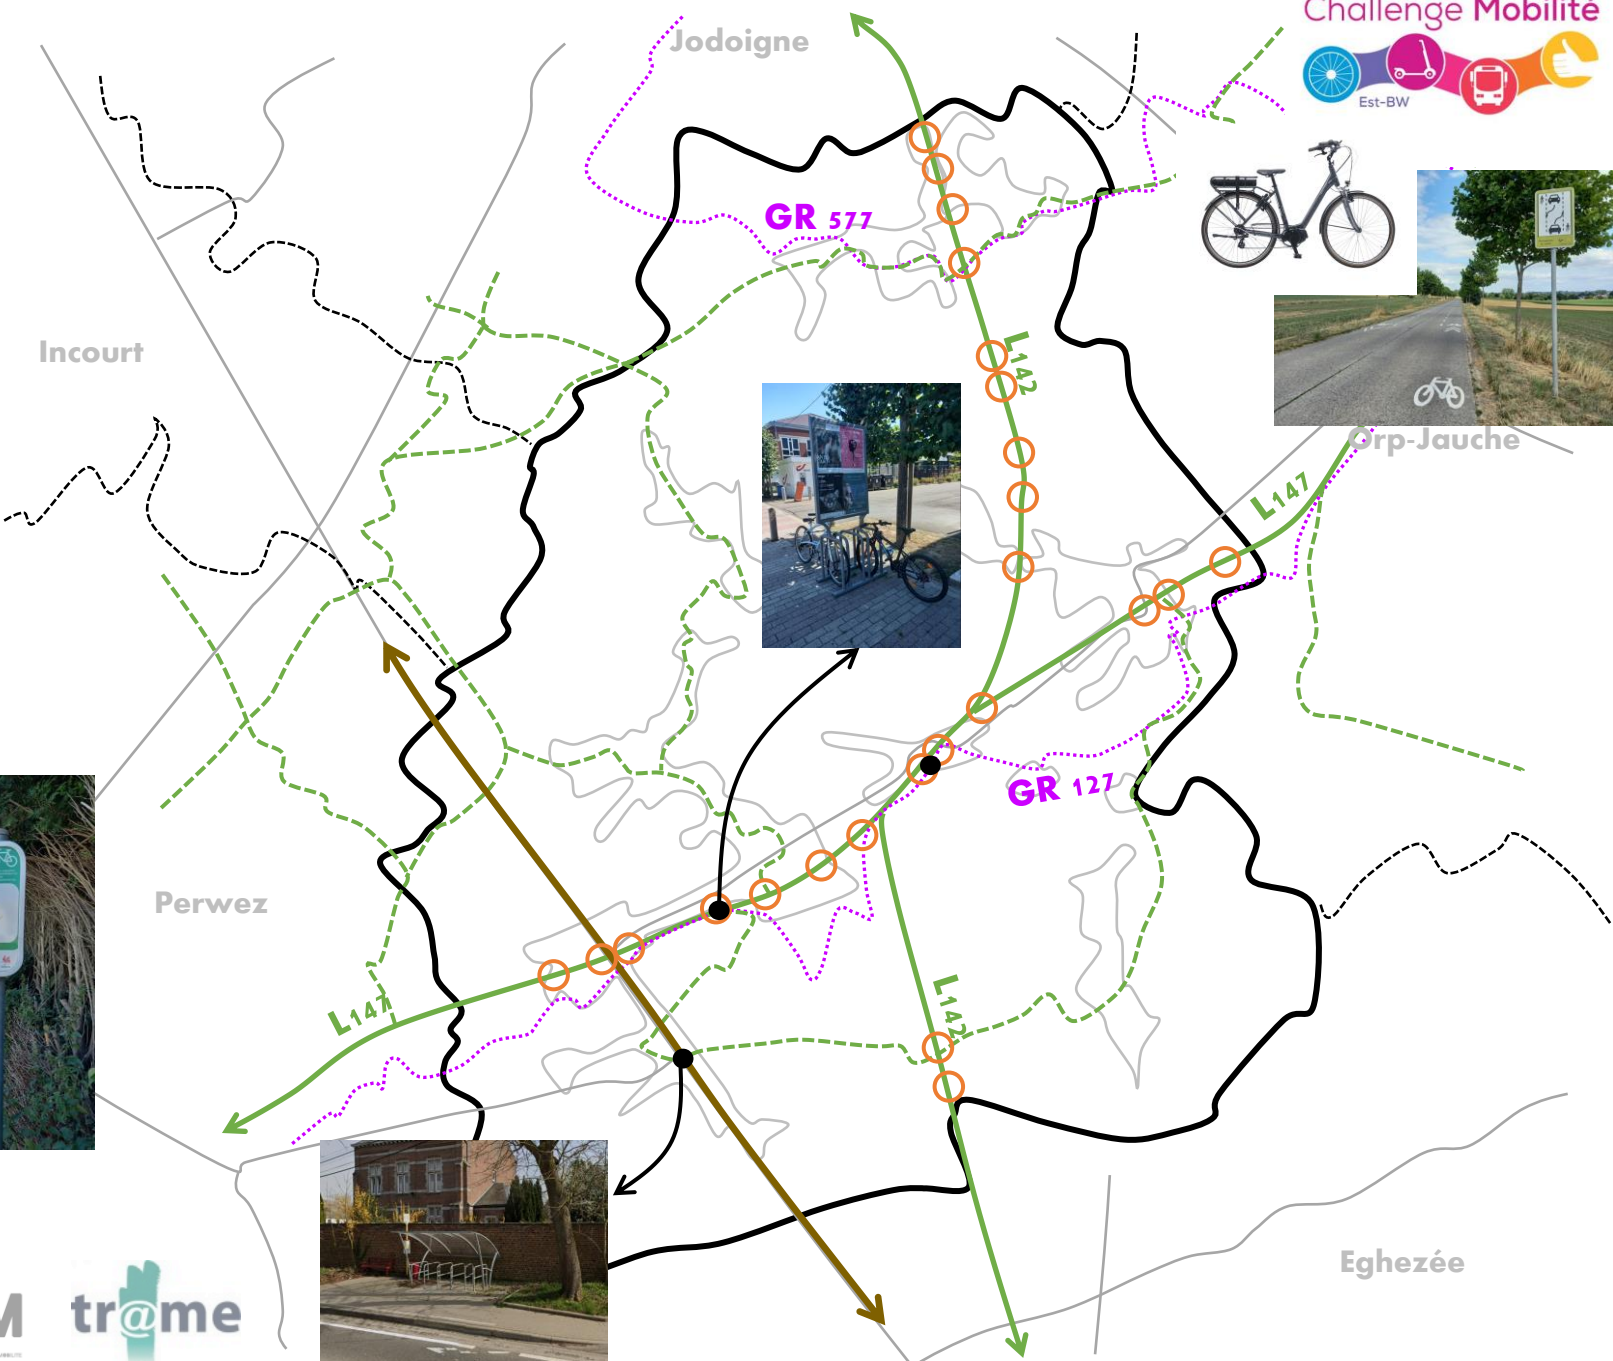 Challenge Mobilité
Est-BW
Jodoigne
GR 577
Incourt
L142
Orp-Jauche
L147
GR 127
Perwez
L147
L142
Eghezée
M
tr@me